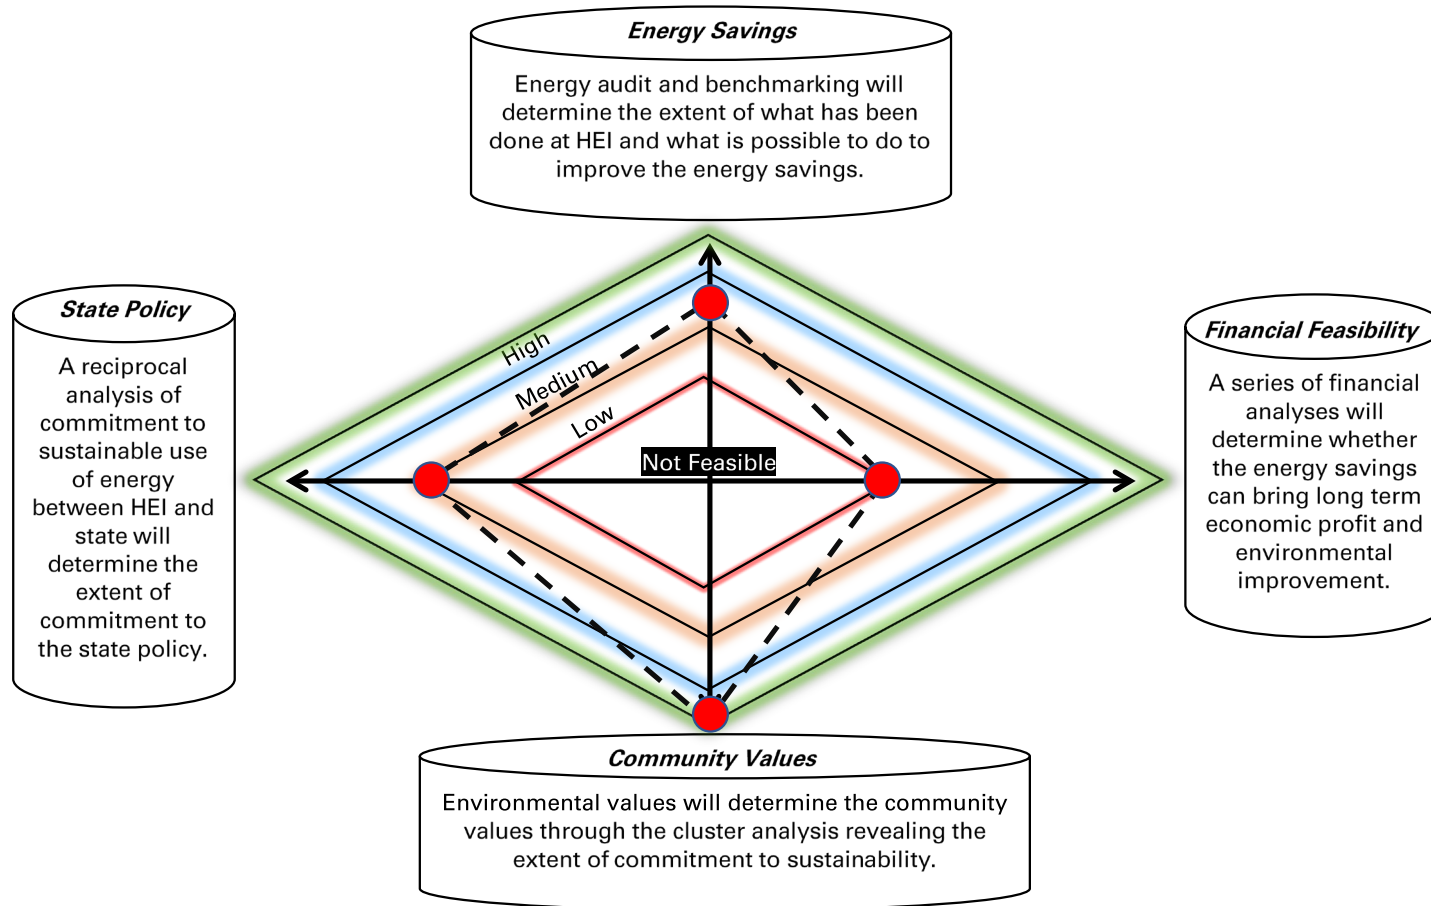 Energy Savings
Energy audit and benchmarking will
determine the extent of what has been
done at HEI and what is possible to do to
improve the energy savings.
State Policy
A reciprocal
analysis of
commitment to
sustainable use
of energy
between HEI and
state will
determine the
extent of
commitment to
the state policy.
High
Medium
Low
Not Feasible
Financial Feasibility
A series of financial
analyses will
determine whether
the energy savings
can bring long term
economic profit and
environmental
improvement.
Community Values
Environmental values will determine the community
values through the cluster analysis revealing the
extent of commitment to sustainability.